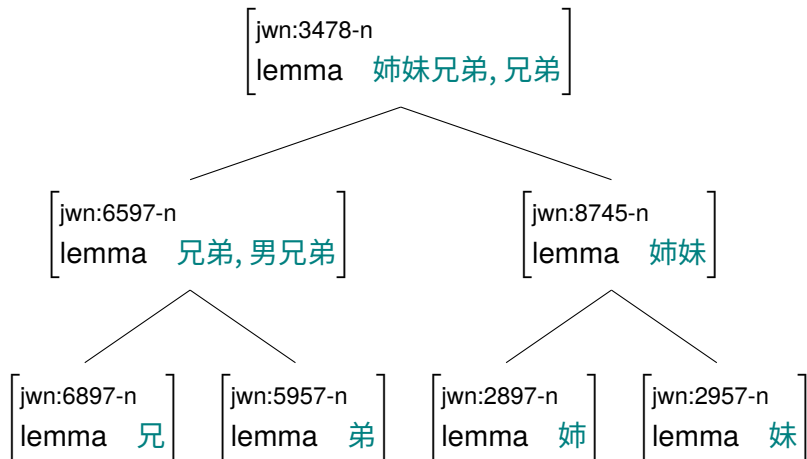 jwn:3478-n
lemma 姉妹兄弟, 兄弟
jwn:6597-n
lemma 兄弟, 男兄弟
jwn:8745-n
lemma 姉妹
jwn:6897-n
lemma 兄
jwn:5957-n
lemma 弟
jwn:2897-n
lemma 姉
jwn:2957-n
lemma 妹